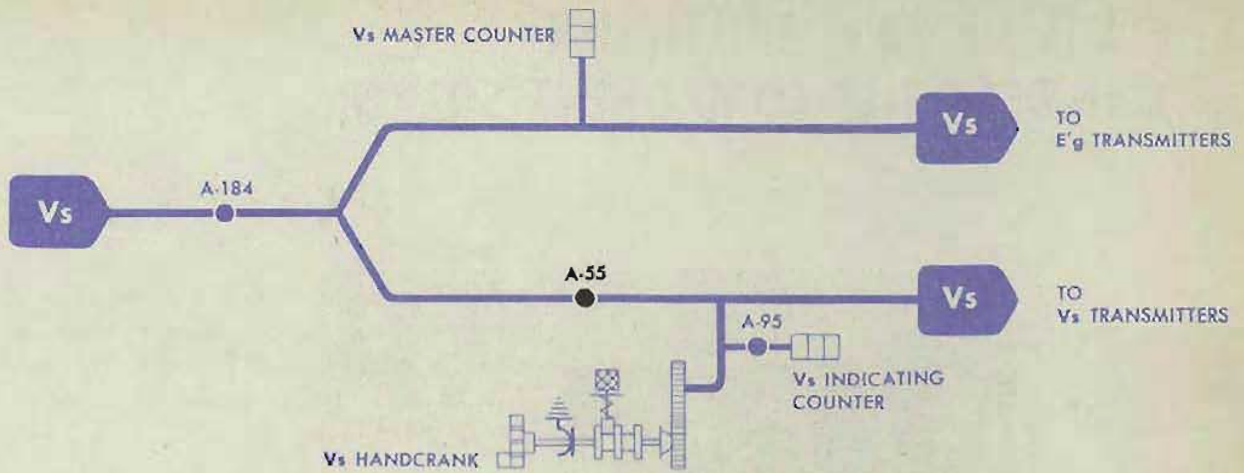 Vs MASTER COUNTER
Vs
TO
E'g TRANSMITTERS
A-184
Vs
A-55
Vs
TO
Vs TRANSMITTERS
A-95
Vs INDICATING
COUNTER
Vs HANDCRANK